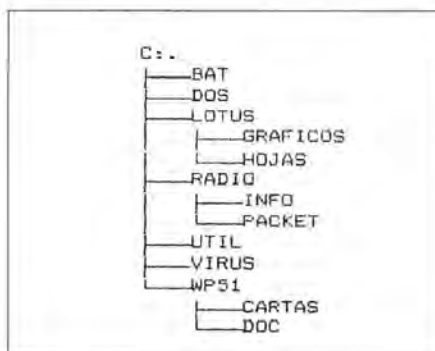 C:.
BAT
DOS
LOTUS
GRAFICOS
HOJAS
RADIO
INFO
PACKET
UTIL
VIRUS
WP51
CARTAS
DOC